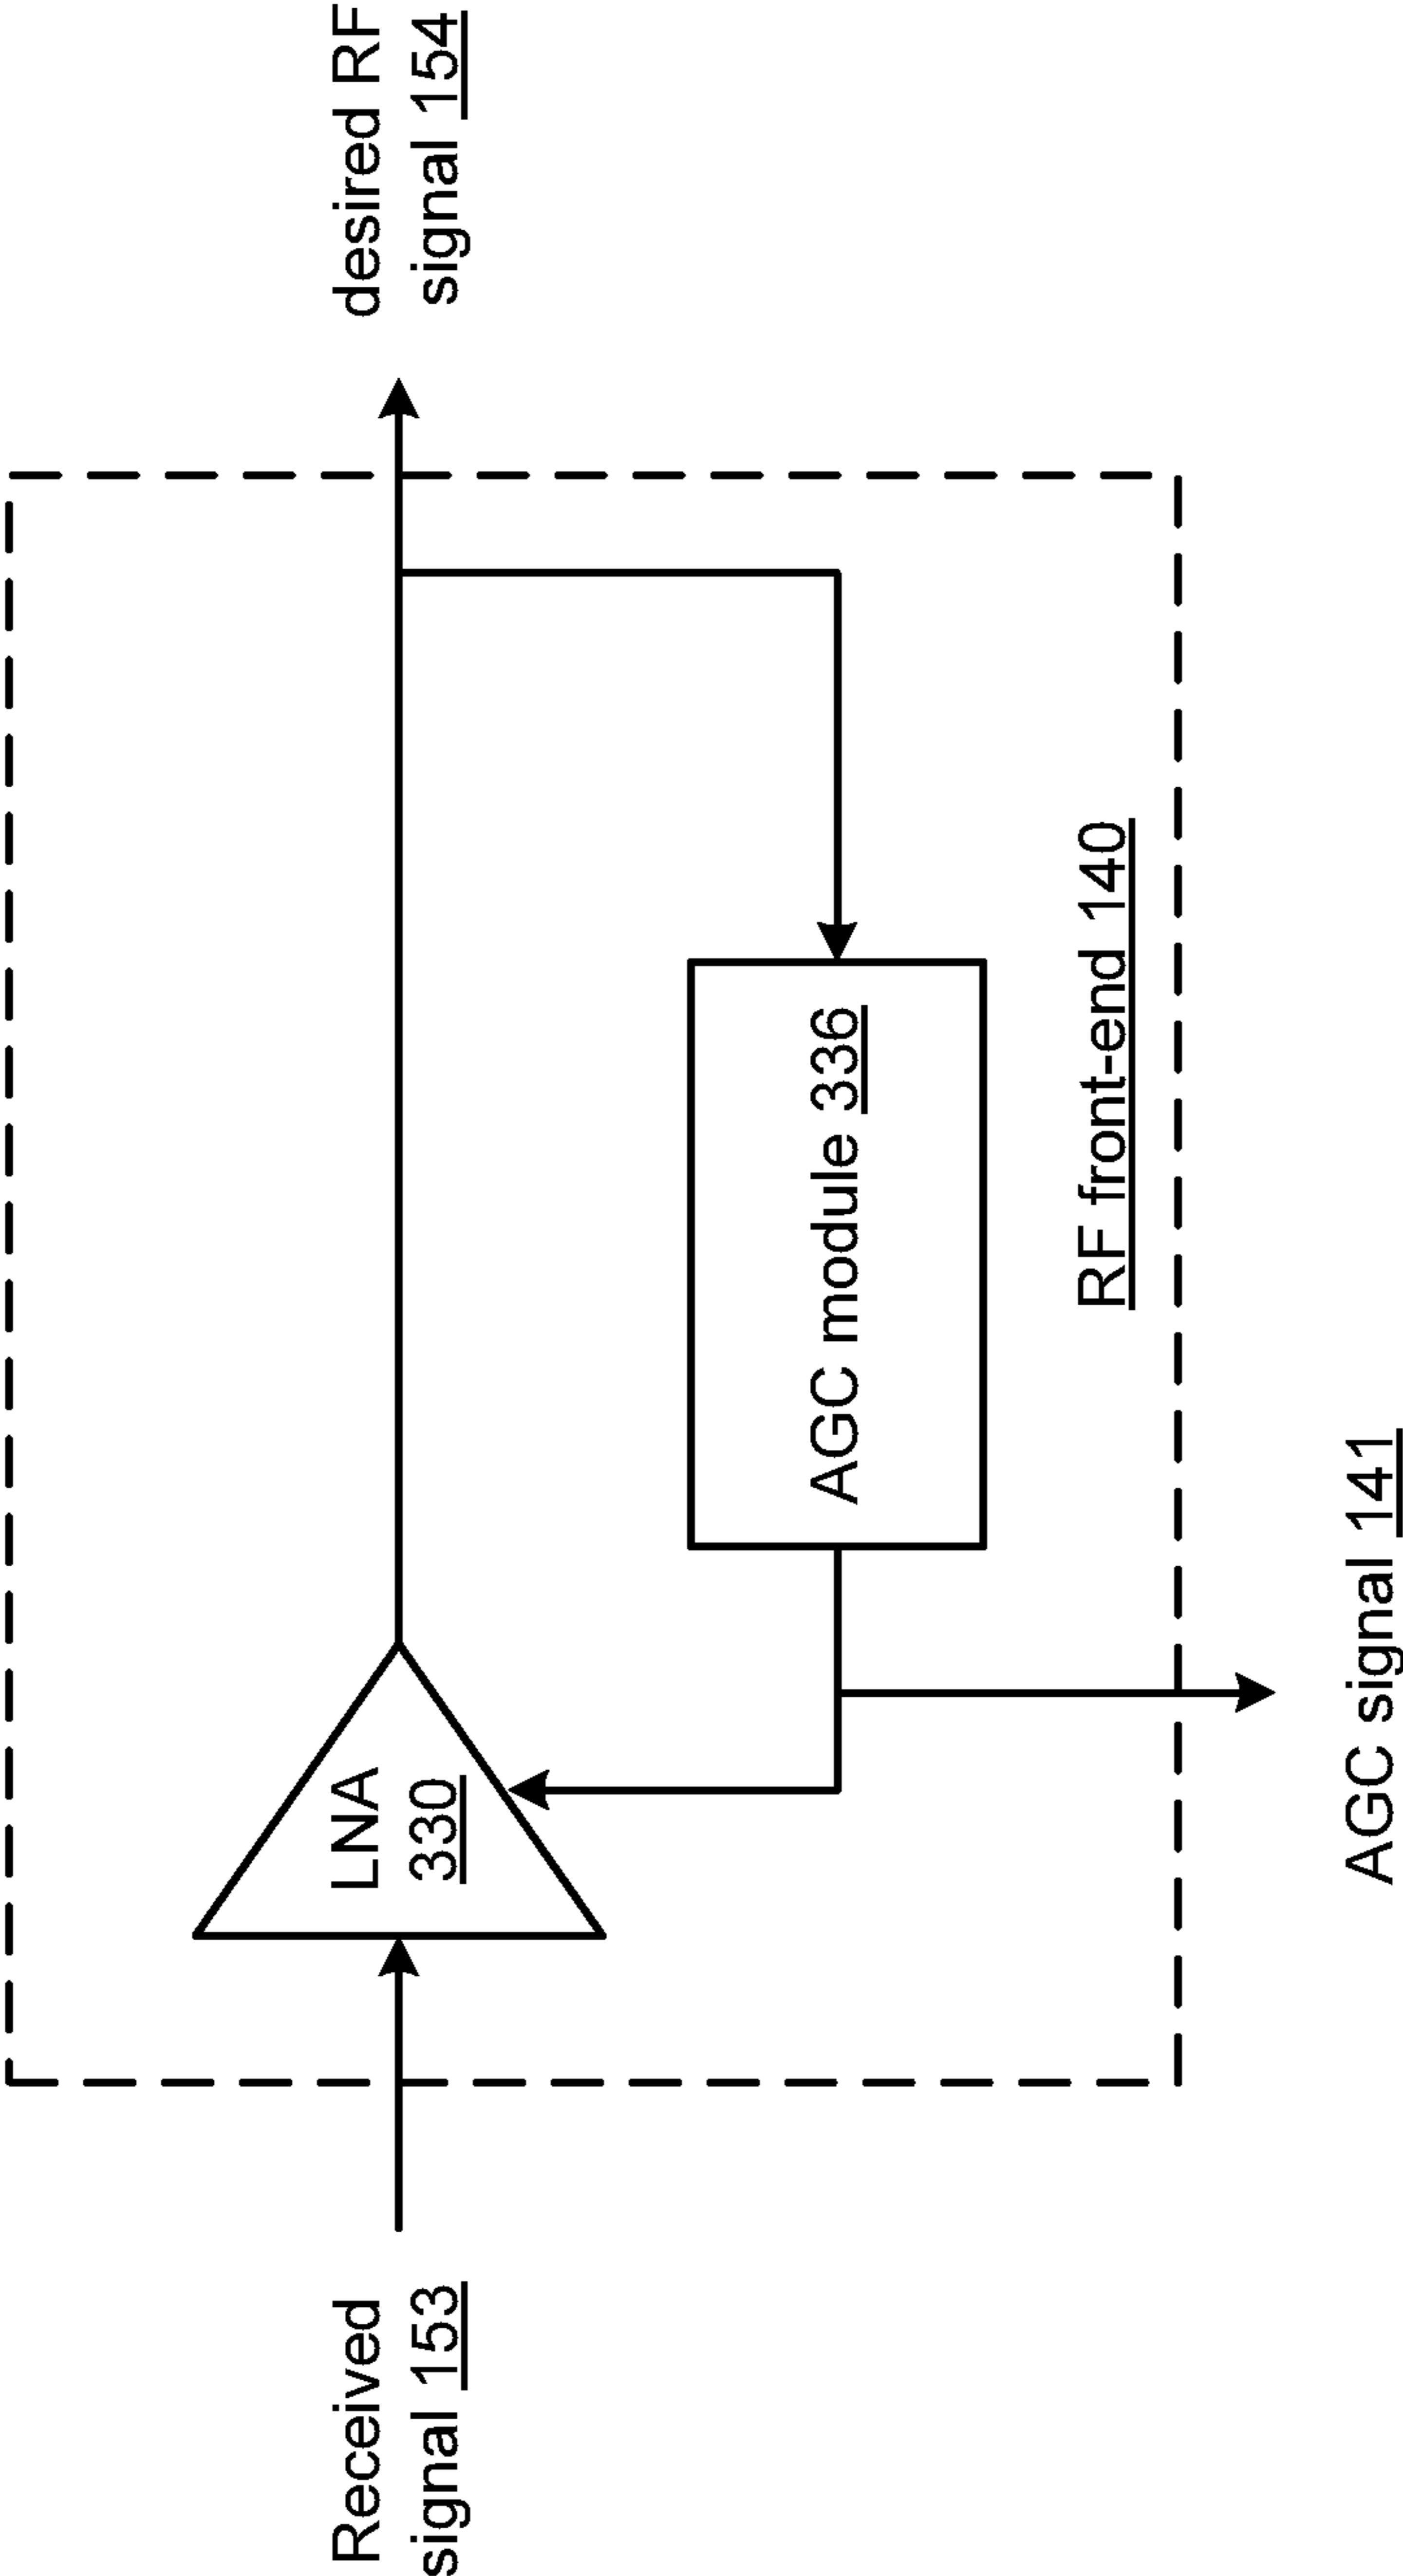 Received
signal 153
LNA
330
desired RF
signal 154
AGC module 336
RF front-end 140
AGC signal 141